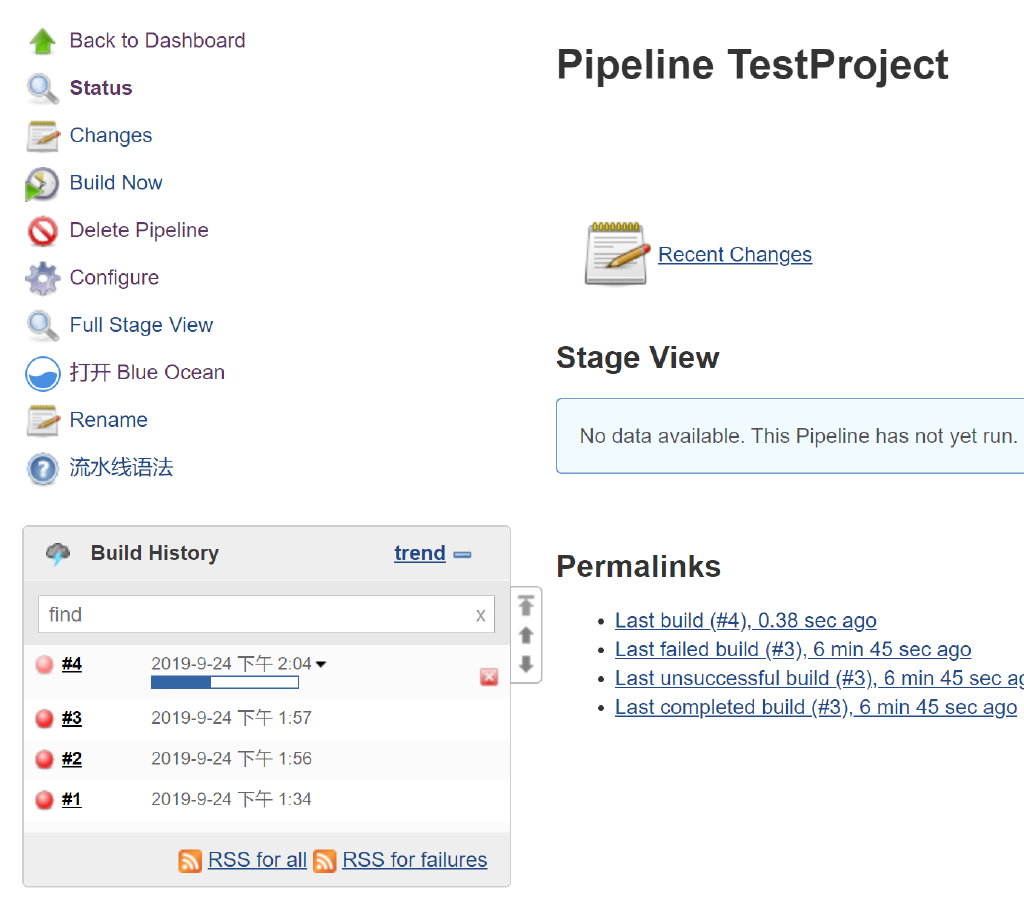 Back to Dashboard
Status
Changes
Build Now
Delete Pipeline
Configure
Full Stage View
打开 Blue Ocean
Rename
流水线语法
Build History
trend
find
x
#4
2019-9-24 下午 2:04
#3
2019-9-24 下午 1:57
#2
2019-9-24 下午 1:56
#1
2019-9-24 下午 1:34
RSS for all
RSS for failures
Pipeline TestProject
Recent Changes
Stage View
No data available. This Pipeline has not yet run.
Permalinks
Last build (#4), 0.38 sec ago
Last failed build (#3), 6 min 45 sec ago
Last unsuccessful build (#3), 6 min 45 sec
Last completed build (#3), 6 min 45 sec ago